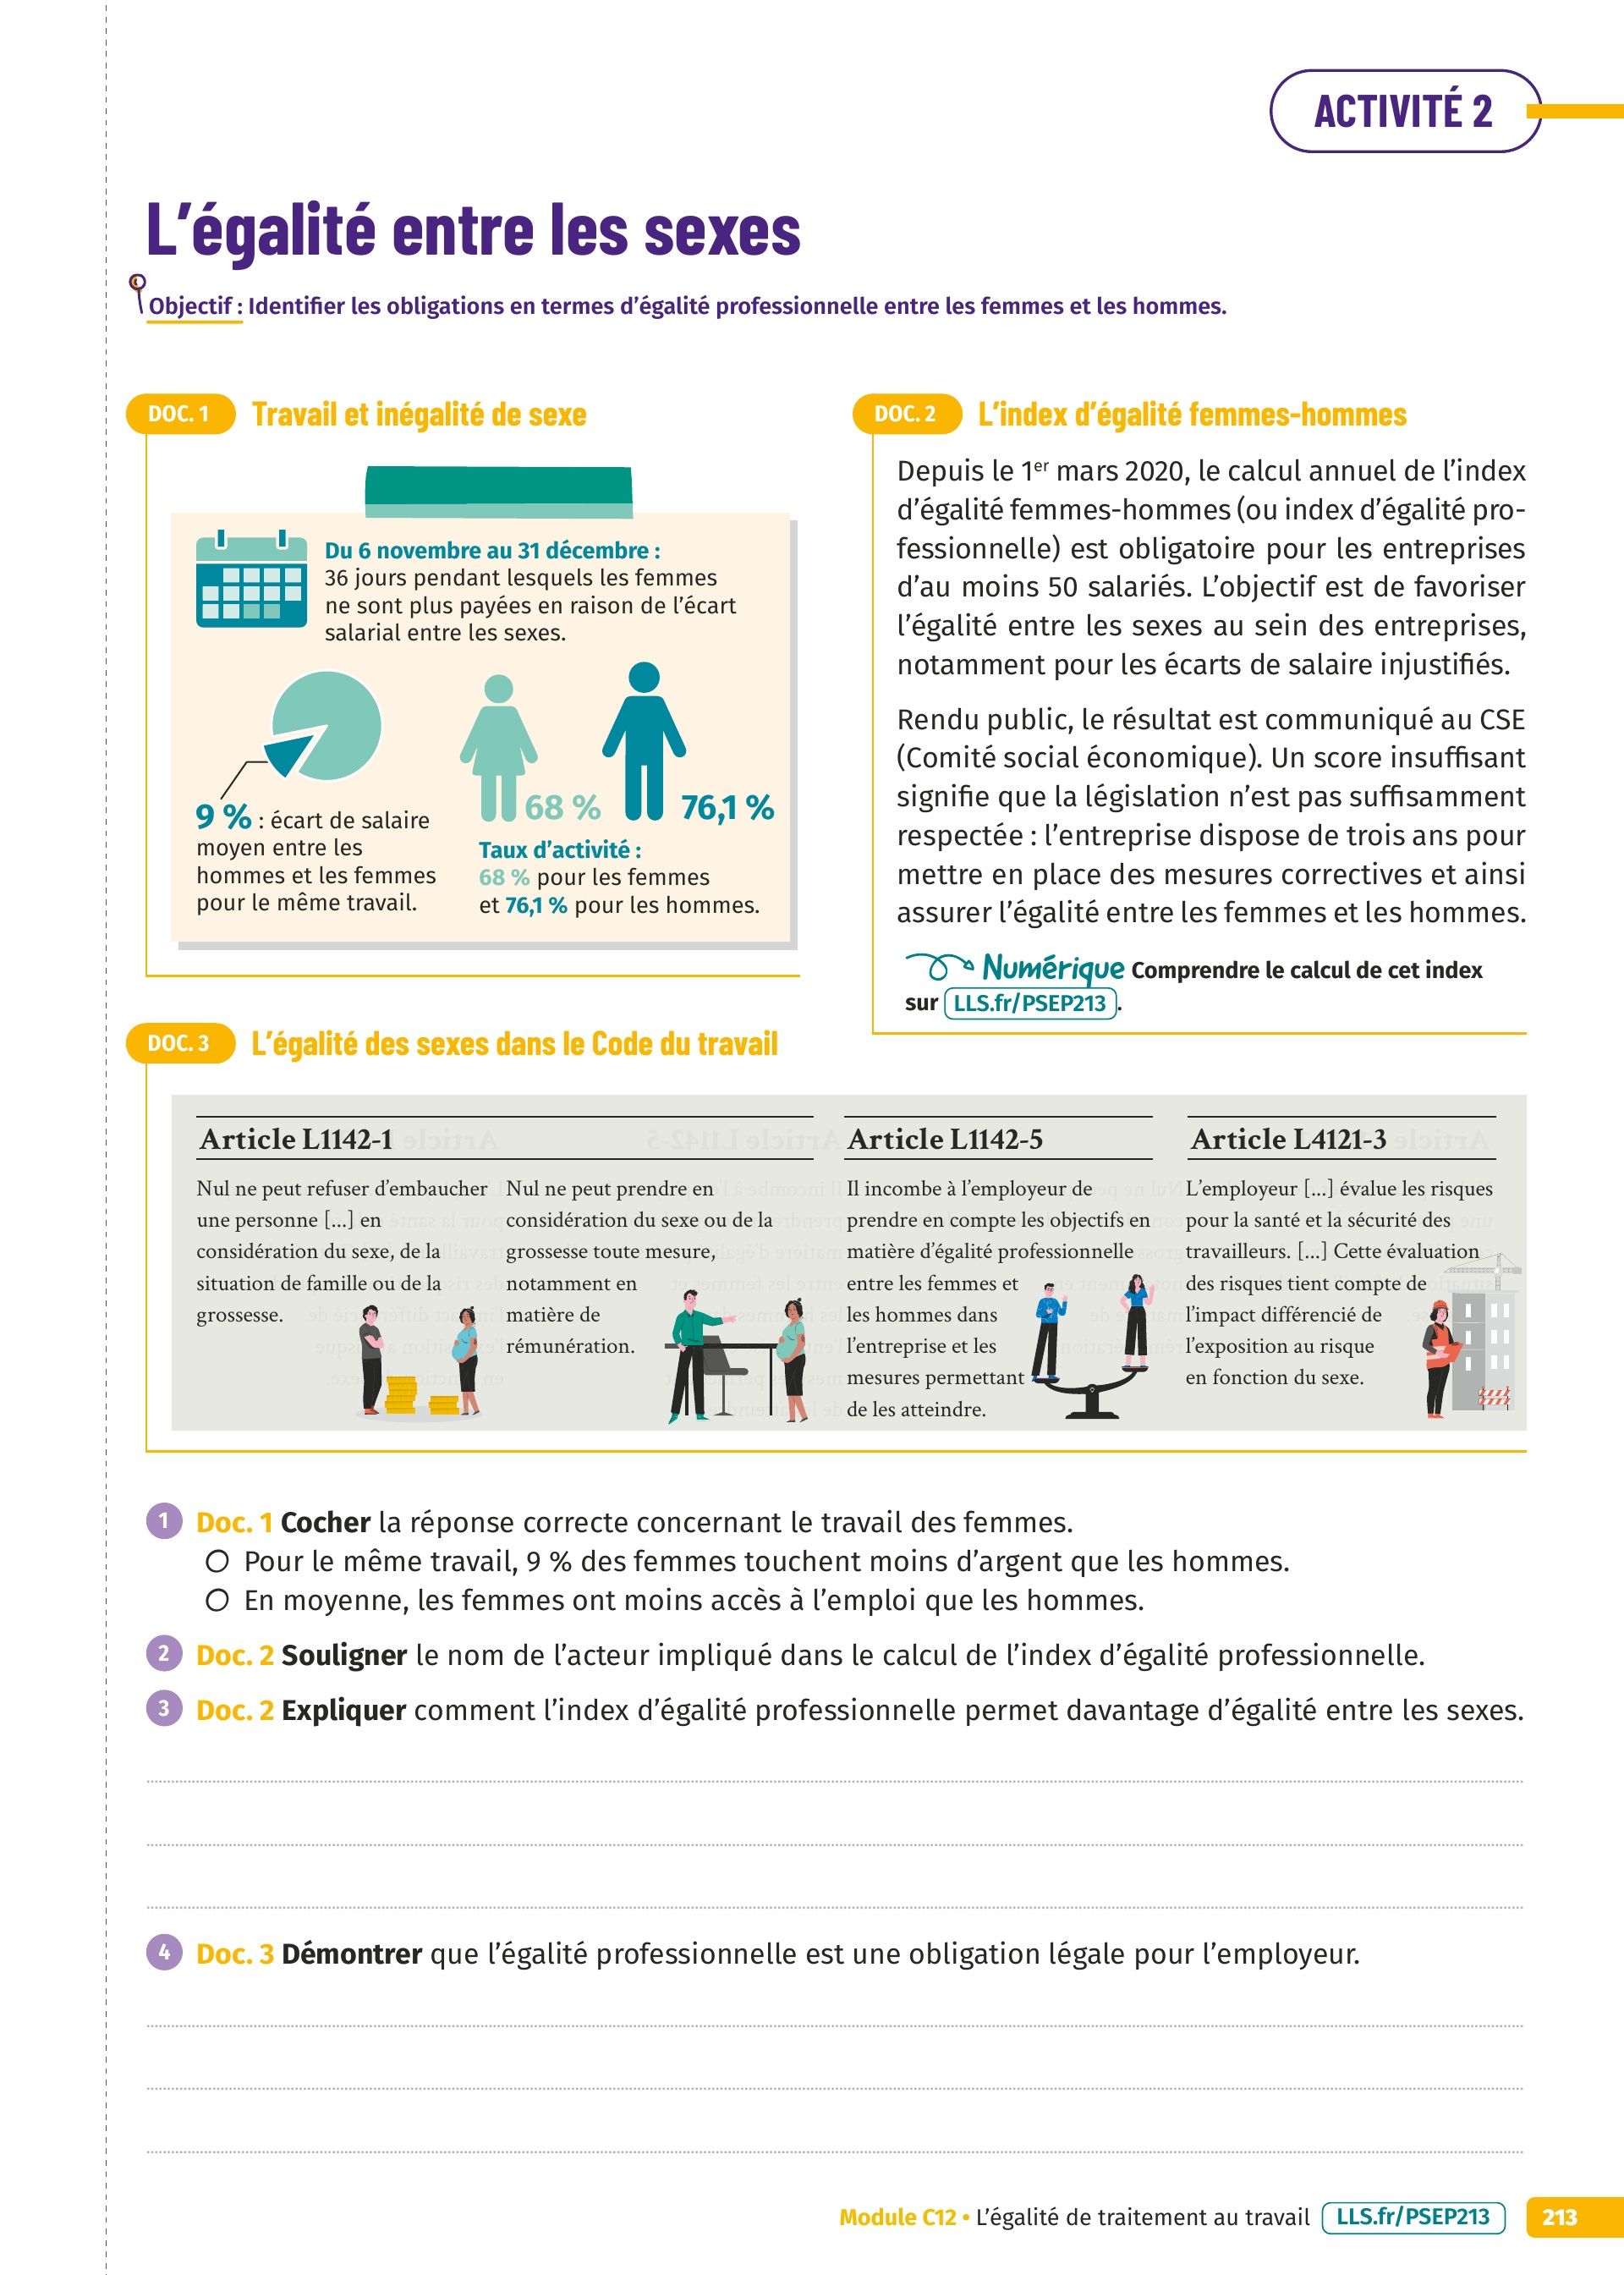 ACTIVITÉ 2
L’égalité entre les sexes
Objectif : Identifier les obligations en termes d’égalité professionnelle entre les femmes et les hommes.
DOC. 1 Travail et inégalité de sexe
Du 6 novembre au 31 décembre :
36 jours pendant lesquels les femmes
ne sont plus payées en raison de l’écart
salarial entre les sexes.
9 % : écart de salaire
moyen entre les
hommes et les femmes
pour le même travail.
68 % 76,1 %
Taux d’activité :
68 % pour les femmes
et 76,1 % pour les hommes.
DOC. 2 L’index d’égalité femmes-hommes
Depuis le 1er mars 2020, le calcul annuel de l’index
d’égalité femmes-hommes (ou index d’égalité pro-
fessionnelle) est obligatoire pour les entreprises
d’au moins 50 salariés. L’objectif est de favoriser
l’égalité entre les sexes au sein des entreprises,
notamment pour les écarts de salaire injustifiés.
Rendu public, le résultat est communiqué au CSE
(Comité social économique). Un score insuffisant
signifie que la législation n’est pas suffisamment
respectée : l’entreprise dispose de trois ans pour
mettre en place des mesures correctives et ainsi
assurer l’égalité entre les femmes et les hommes.
Numérique Comprendre le calcul de cet index
sur LLS.fr/PSEP213.
DOC. 3 L’égalité des sexes dans le Code du travail
Article L1142-1
Nul ne peut refuser d’embaucher
une personne [...] en
considération du sexe, de la
situation de famille ou de la
grossesse.
Nul ne peut prendre en
considération du sexe ou de la
grossesse toute mesure,
notamment en
matière de
rémunération.
Article L1142-5
Il incombe à l’employeur de
prendre en compte les objectifs en
matière d’égalité professionnelle
entre les femmes et
les hommes dans
l’entreprise et les
mesures permettant
de les atteindre.
Article L4121-3
L’employeur [...] évalue les risques
pour la santé et la sécurité des
travailleurs. [...] Cette évaluation
des risques tient compte de
l’impact différencié de
l’exposition au risque
en fonction du sexe.
1 Doc. 1 Cocher la réponse correcte concernant le travail des femmes.
Pour le même travail, 9 % des femmes touchent moins d’argent que les hommes.
En moyenne, les femmes ont moins accès à l’emploi que les hommes.
2 Doc. 2 Souligner le nom de l’acteur impliqué dans le calcul de l’index d’égalité professionnelle.
3 Doc. 2 Expliquer comment l’index d’égalité professionnelle permet davantage d’égalité entre les sexes.
4 Doc. 3 Démontrer que l’égalité professionnelle est une obligation légale pour l’employeur.
Module C12 • L’égalité de traitement au travail LLS.fr/PSEP213 213